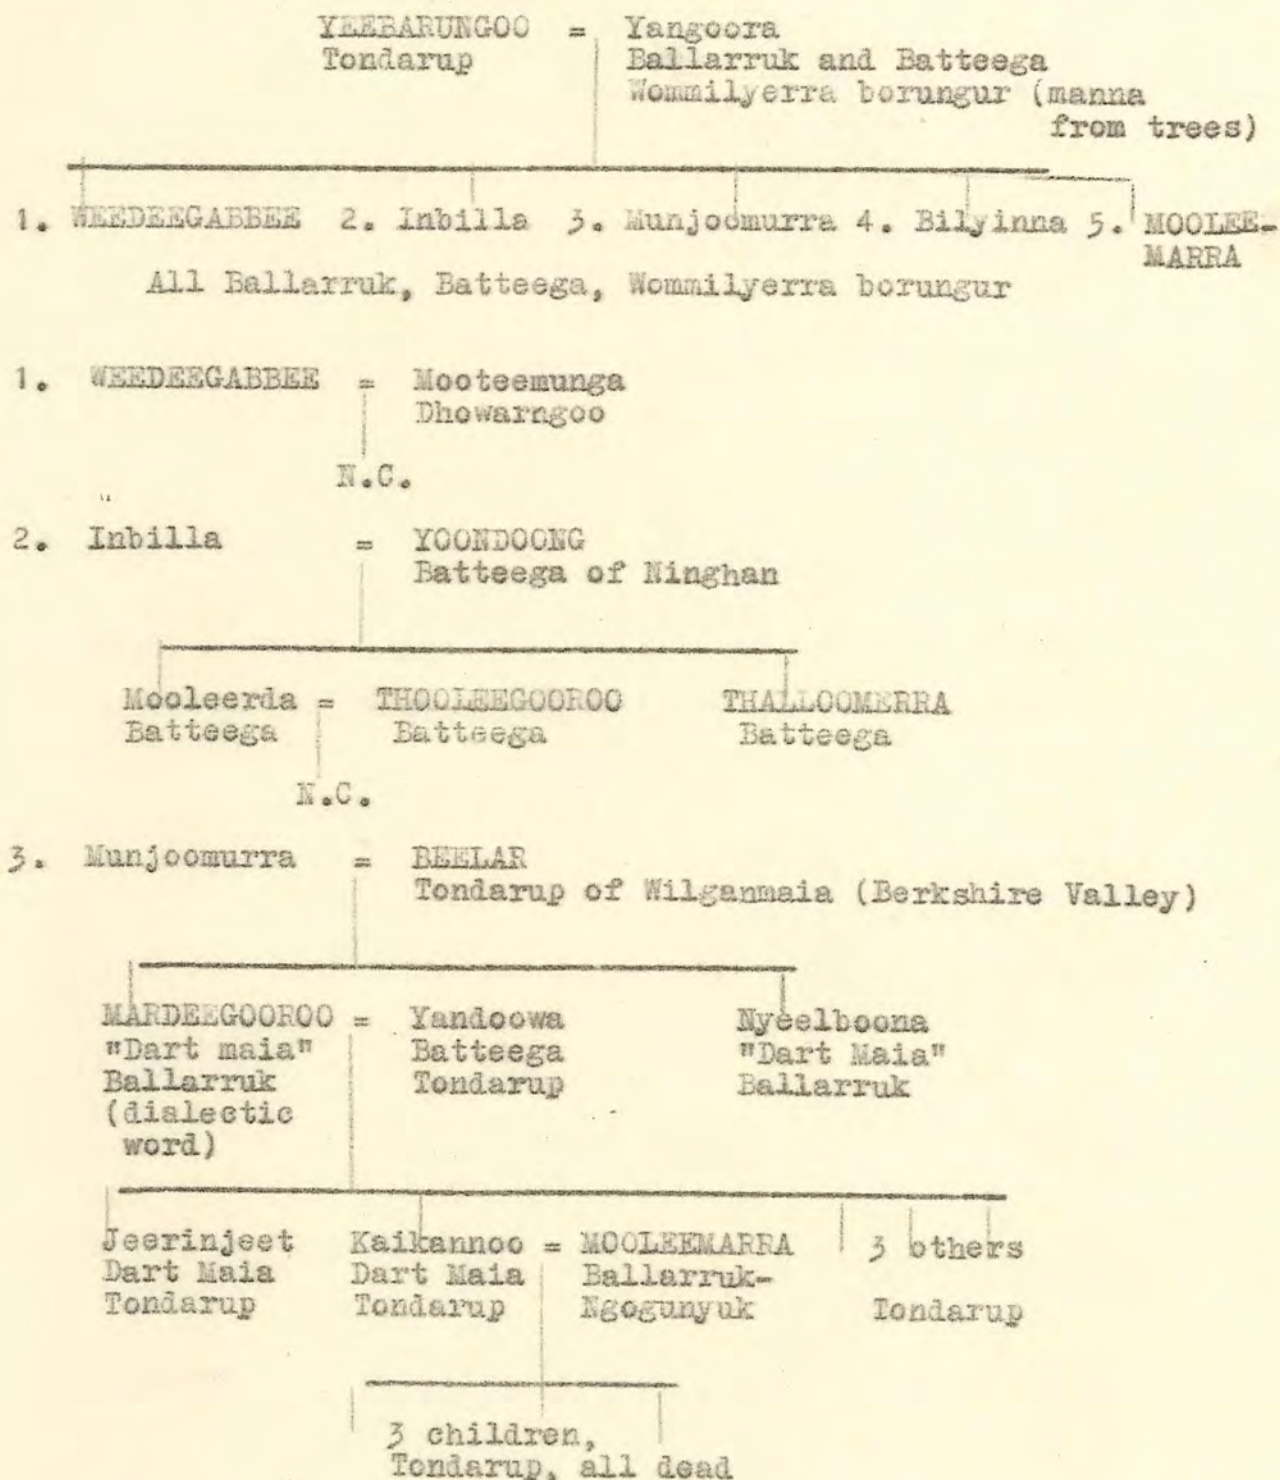 YEEBARUNGOO = Yangoora
Tondarup Ballarruk and Batteega
Wommilyerra borungur (manna
from trees)
1. WEEDEEGABBEE 2. Inbilla 3. Munjoomurra 4. Bilyinna 5. MOOLEE-
MARRA
All Ballarruk, Batteega, Wommilyerra borungur
1. WEEDEEGABBEE = Mooteemunga
Dhowarngoo
N.C.
2. Inbilla = YOONDOONG
Batteega of Ninghan
Mooleerda = THOOLEEGOOROO THALLOOMERRA
Batteega Batteega Batteega
N.C.
3. Munjoomurra = BEELAR
Tondarup of Wilganmaia (Berkshire Valley)
MARDEEGOOROO = Yandoowa Nyeelboona
"Dart maia" Batteega "Dart Maia"
Ballarruk Tondarup Ballarruk
(dialectic
word)
Jeerinjeet Kaikannoo = MOOLEEMARRA 3 others
Dart Maia Dart Maia Ballarruk-
Tondarup Tondarup Ngogunyuk Tondarup
3 children,
Tondarup, all dead